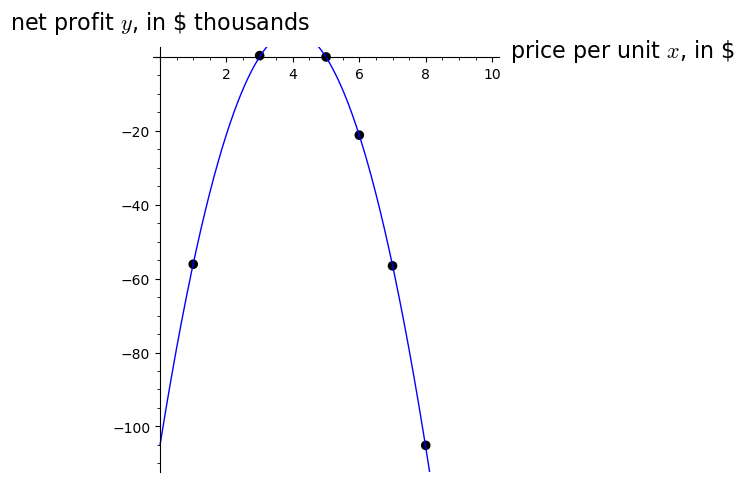 net profit y, in $ thousands
price per unit x, in $
2 4 6 8 10
−20
−40
−60
−80
−100